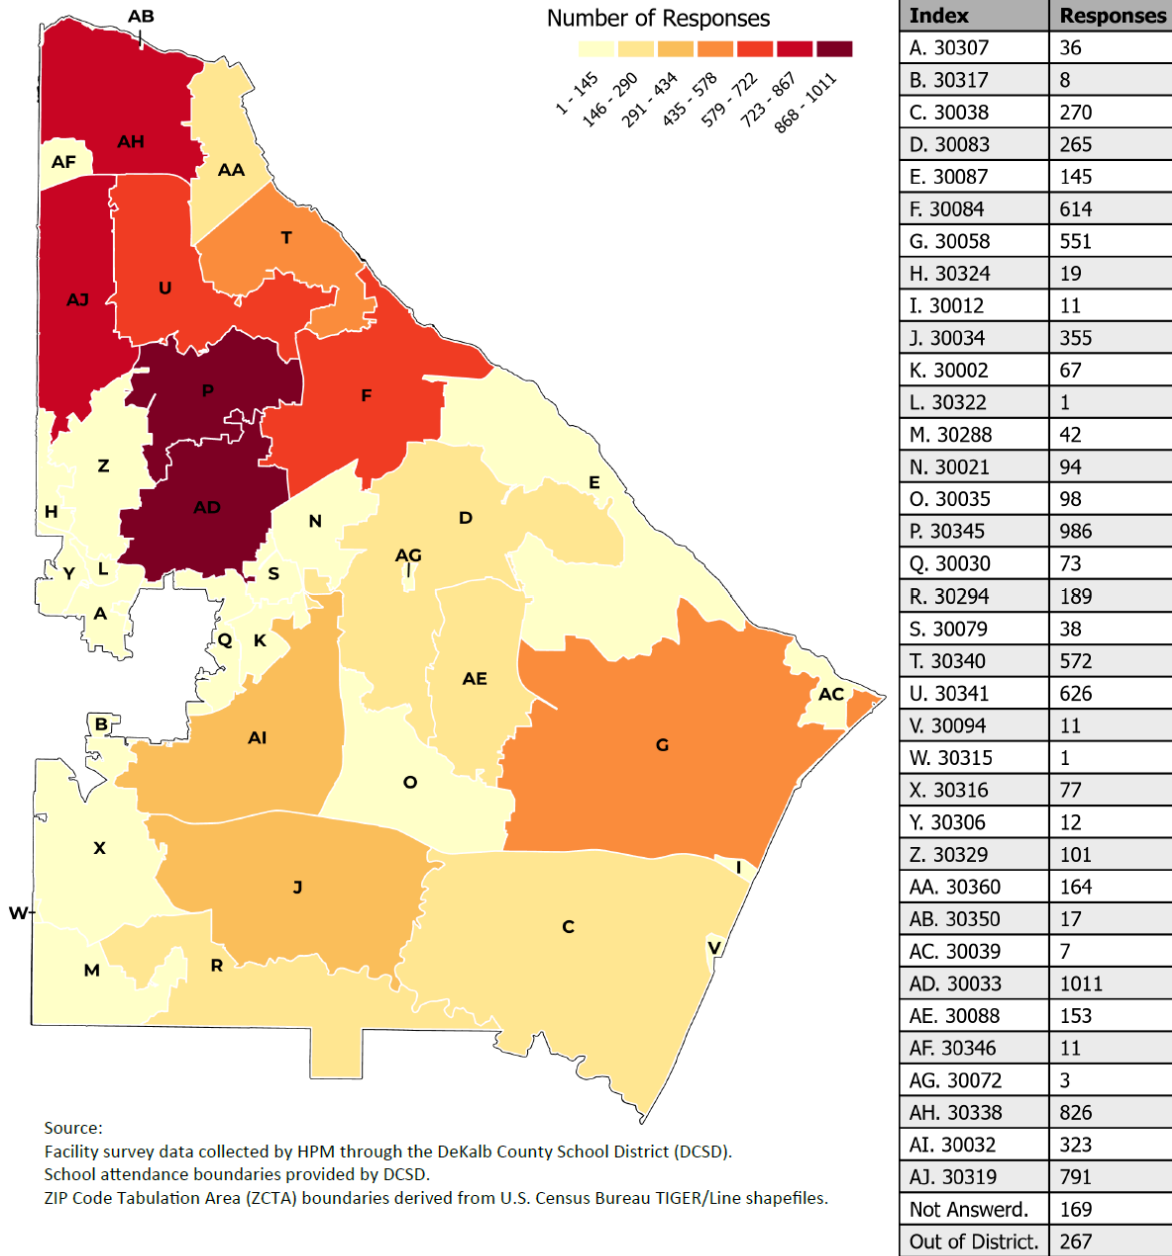 Number of Responses
1 - 145
146 - 290
291 - 434
435 - 578
579 - 722
723 - 867
868 - 1011
AB
AH
AF
AA
T
AJ
U
P
F
Z
E
H
AD
N
D
AG
Y
L
S
A
Q
K
AE
AC
B
AI
G
O
X
I
J
W
C
V
M
R
Source:
Facility survey data collected by HPM through the DeKalb County School District (DCSD).
School attendance boundaries provided by DCSD.
ZIP Code Tabulation Area (ZCTA) boundaries derived from U.S. Census Bureau TIGER/Line shapefiles.
Index Responses
A. 30307 36
B. 30317 8
C. 30038 270
D. 30083 265
E. 30087 145
F. 30084 614
G. 30058 551
H. 30324 19
I. 30012 11
J. 30034 355
K. 30002 67
L. 30322 1
M. 30288 42
N. 30021 94
O. 30035 98
P. 30345 986
Q. 30030 73
R. 30294 189
S. 30079 38
T. 30340 572
U. 30341 626
V. 30094 11
W. 30315 1
X. 30316 77
Y. 30306 12
Z. 30329 101
AA. 30360 164
AB. 30350 17
AC. 30039 7
AD. 30033 1011
AE. 30088 153
AF. 30346 11
AG. 30072 3
AH. 30338 826
AI. 30032 323
AJ. 30319 791
Not Answerd. 169
Out of District. 267